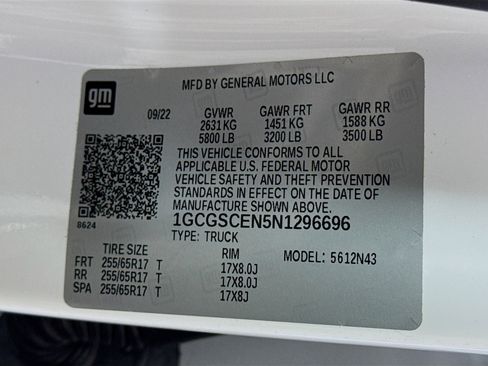 gm
MFD BY GENERAL MOTORS LLC
09/22 GVWR GAWR FRT GAWR RR
2631 KG 1451 KG 1588 KG
5800 LB 3200 LB 3500 LB
THIS VEHICLE CONFORMS TO ALL
APPLICABLE U.S. FEDERAL MOTOR
VEHICLE SAFETY AND THEFT PREVENTION
STANDARDS IN EFFECT ON THE DATE OF
MANUFACTURE SHOWN ABOVE.
8624 1GCGSCEN5N1296696
TYPE: TRUCK
TIRE SIZE RIM MODEL: 5612N43
FRT 255/65R17 T 17X8.0J
RR 255/65R17 T 17X8.0J
SPA 255/65R17 T 17X8J